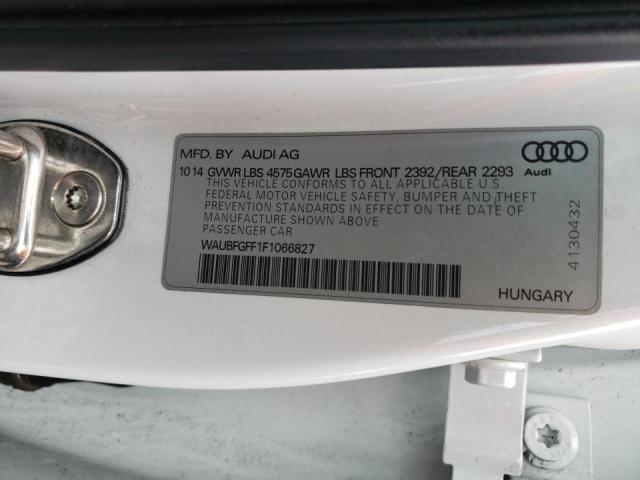 MFD. BY AUDI AG
Audi
10 14 GVWR LBS 4575 GAWR LBS FRONT 2392/REAR 2293
THIS VEHICLE CONFORMS TO ALL APPLICABLE U.S
FEDERAL MOTOR VEHICLE SAFETY, BUMPER AND THEFT
PREVENTION STANDARDS IN EFFECT ON THE DATE OF
MANUFACTURE SHOWN ABOVE
PASSENGER CAR
WAUBFGFF1F1066827
4130432
HUNGARY